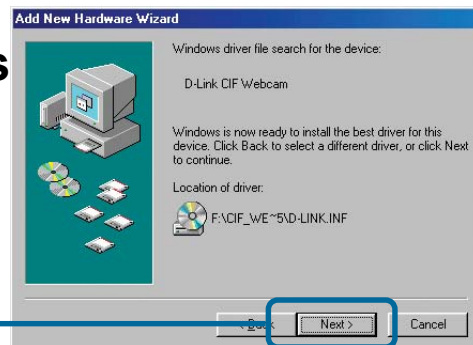 Add New Hardware Wizard
s
Windows driver file search for the device:
D-Link CIF Webcam
Windows is now ready to install the best driver for this
device. Click Back to select a different driver, or click Next
to continue.
Location of driver:
F:\CIF_WE~5\D-LINK.INF
< Back
Next >
Cancel